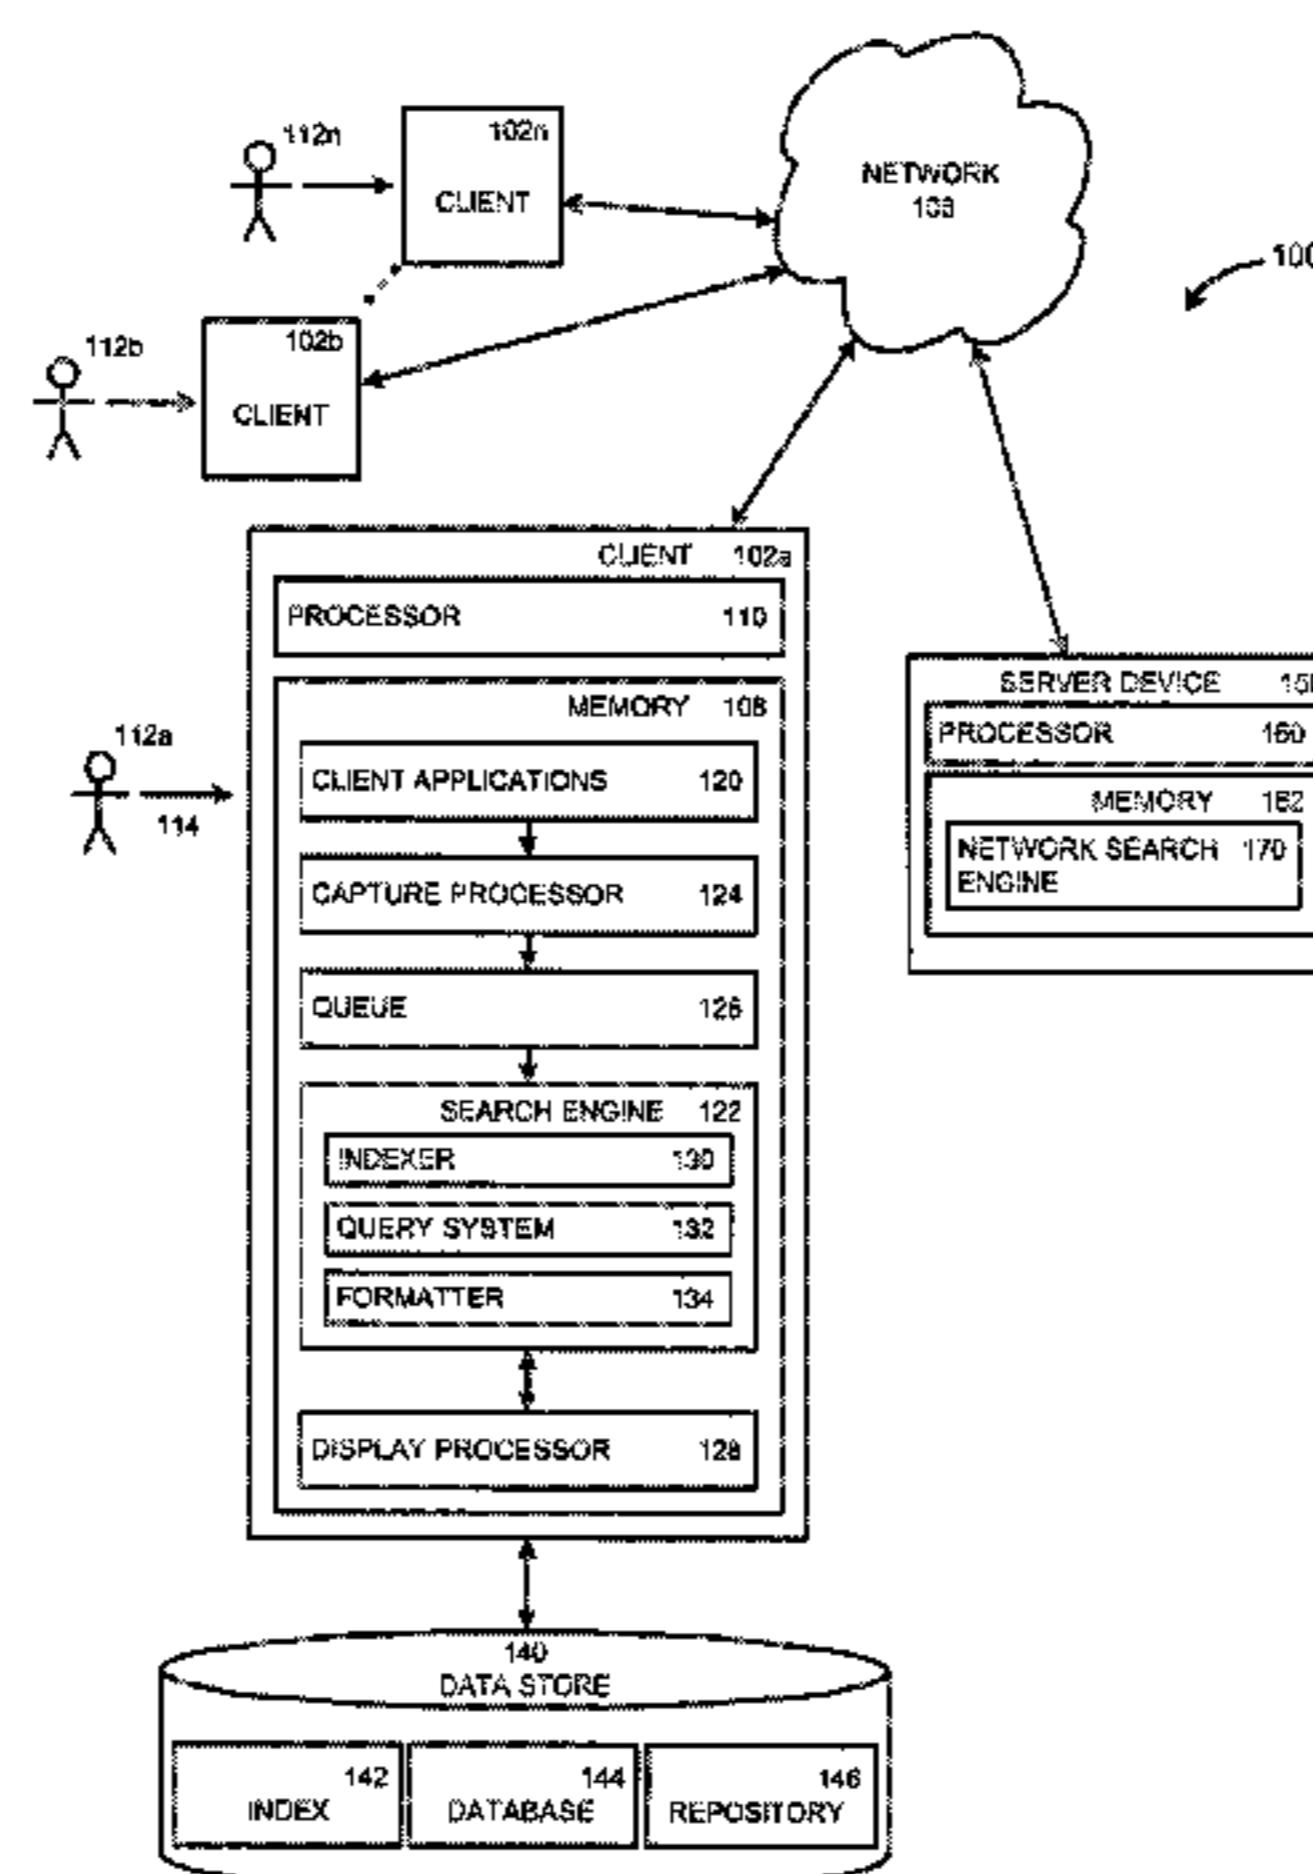 112n
102n
CLIENT
NETWORK
100
112b
102b
CLIENT
CLIENT 102a
PROCESSOR 110
MEMORY 108
112a
114
CLIENT APPLICATIONS 120
CAPTURE PROCESSOR 124
QUEUE 126
SEARCH ENGINE 122
INDEXER 130
QUERY SYSTEM 132
FORMATTER 134
DISPLAY PROCESSOR 128
SERVER DEVICE
PROCESSOR 160
MEMORY 162
NETWORK SEARCH 170
ENGINE
140
DATA STORE
142
INDEX
144
DATABASE
146
REPOSITORY